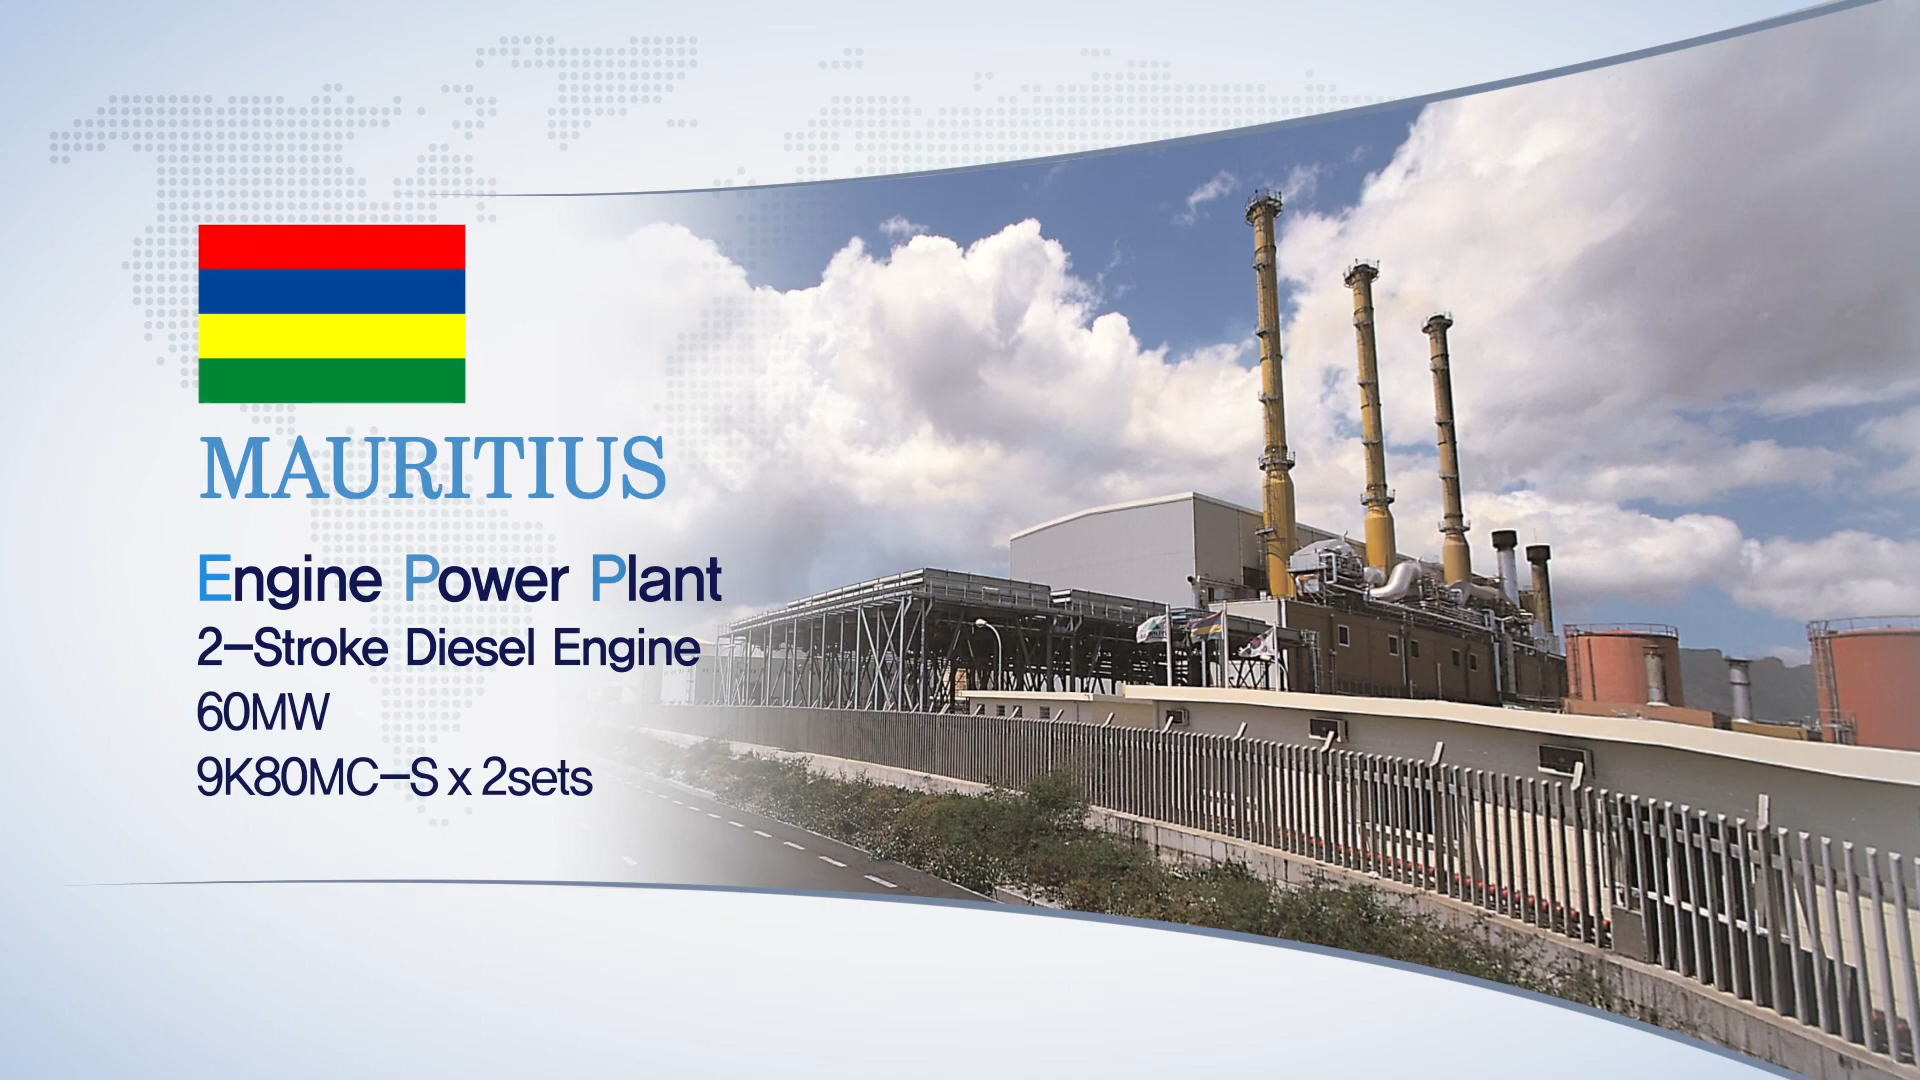 MAURITIUS
Engine Power Plant
2-Stroke Diesel Engine
60MW
9K80MC-S x 2sets